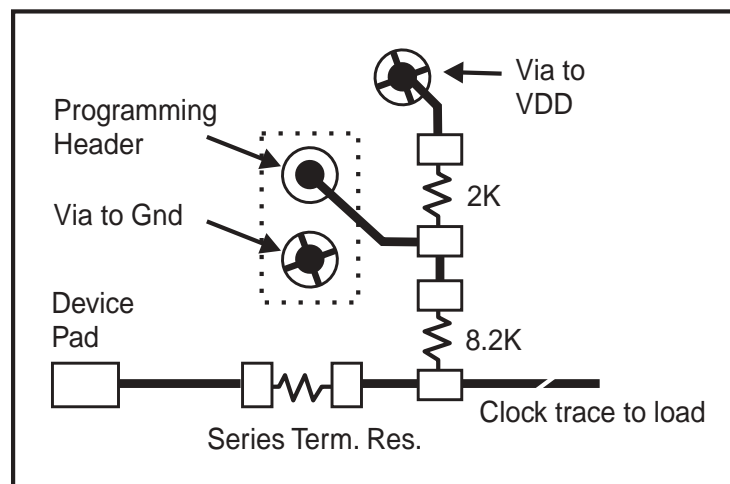 Via to
VDD
Programming
Header
2K
Via to Gnd
Device
Pad
8.2K
Clock trace to load
Series Term. Res.